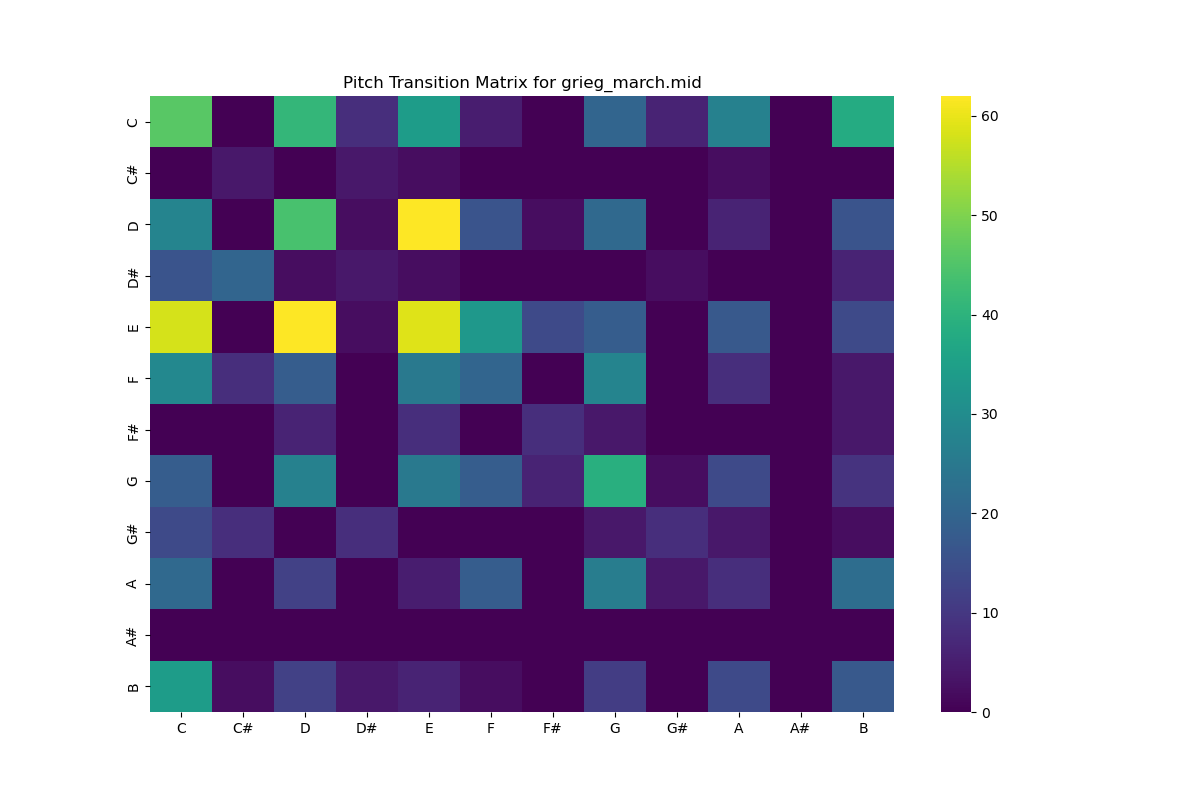 Pitch Transition Matrix for grieg_march.mid
C
C#
D
D#
E
F
F#
G
G#
A
A#
B
C C# D D# E F F# G G# A A# B
60
50
40
30
20
10
0